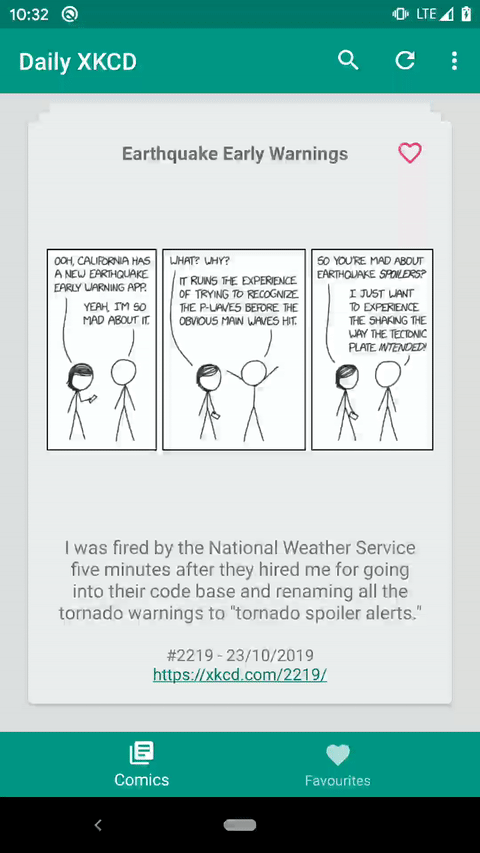 10:32
LTE
Daily XKCD
Earthquake Early Warnings
OOH, CALIFORNIA HAS
A NEW EARTHQUAKE
EARLY WARNING APP.
YEAH, I'M SO
MAD ABOUT IT.
WHAT? WHY?
IT RUINS THE EXPERIENCE
OF TRYING TO RECOGNIZE
THE P-WAVES BEFORE THE
OBVIOUS MAIN WAVES HIT.
SO YOU'RE MAD ABOUT
EARTHQUAKE SPOILERS?
I JUST WANT
TO EXPERIENCE
THE SHAKING THE
WAY THE TECTONIC
PLATE INTENDED!
I was fired by the National Weather Service
five minutes after they hired me for going
into their code base and renaming all the
tornado warnings to "tornado spoiler alerts."
#2219 - 23/10/2019
https://xkcd.com/2219/
Comics
Favourites